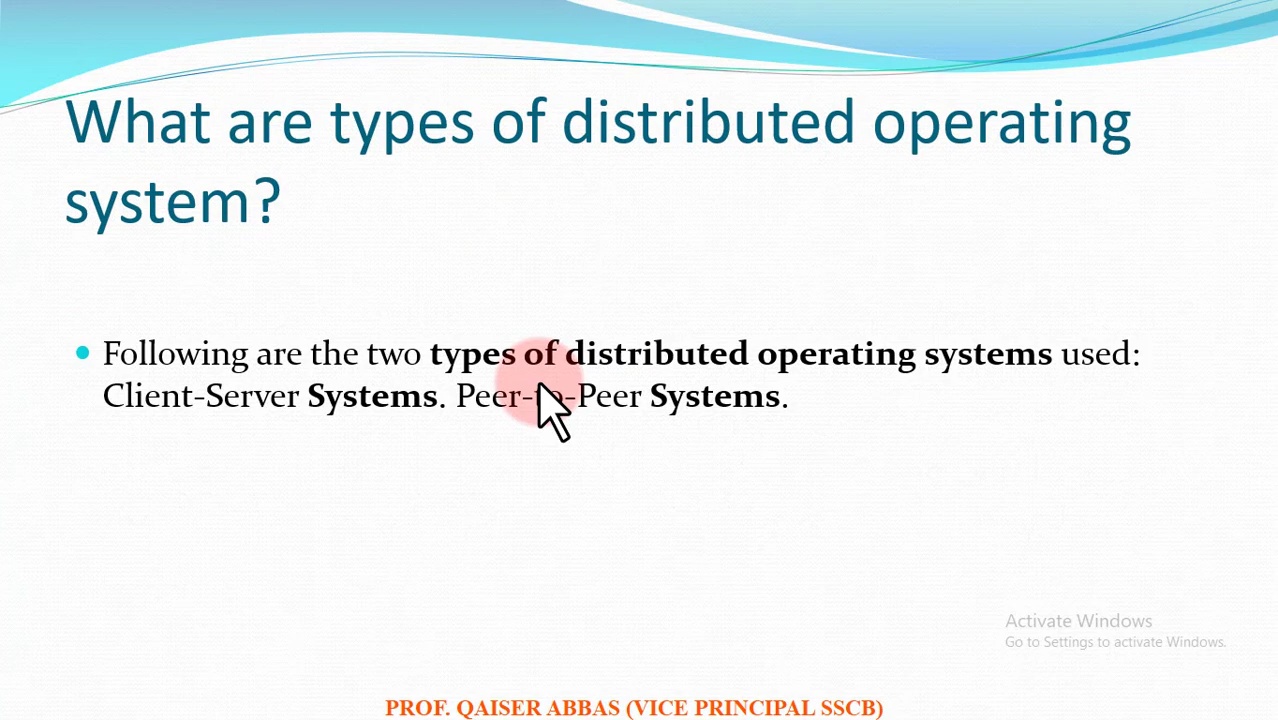 What are types of distributed operating
system?
Following are the two types of distributed operating systems used:
Client-Server Systems. Peer-to-Peer Systems.
Activate Windows
Go to Settings to activate Windows.
PROF. QAISER ABBAS (VICE PRINCIPAL SSCB)